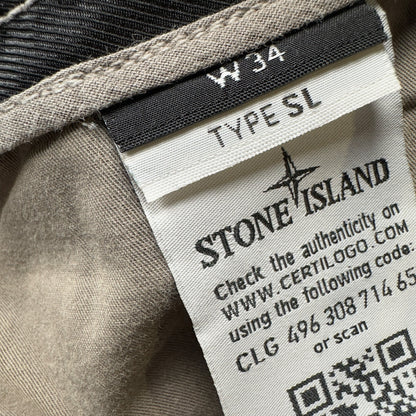 W 34
TYPE SL
STONE ISLAND
Check the authenticity on
WWW.CERTILOGO.COM
using the following code:
CLG 496 308 714 65
or scan